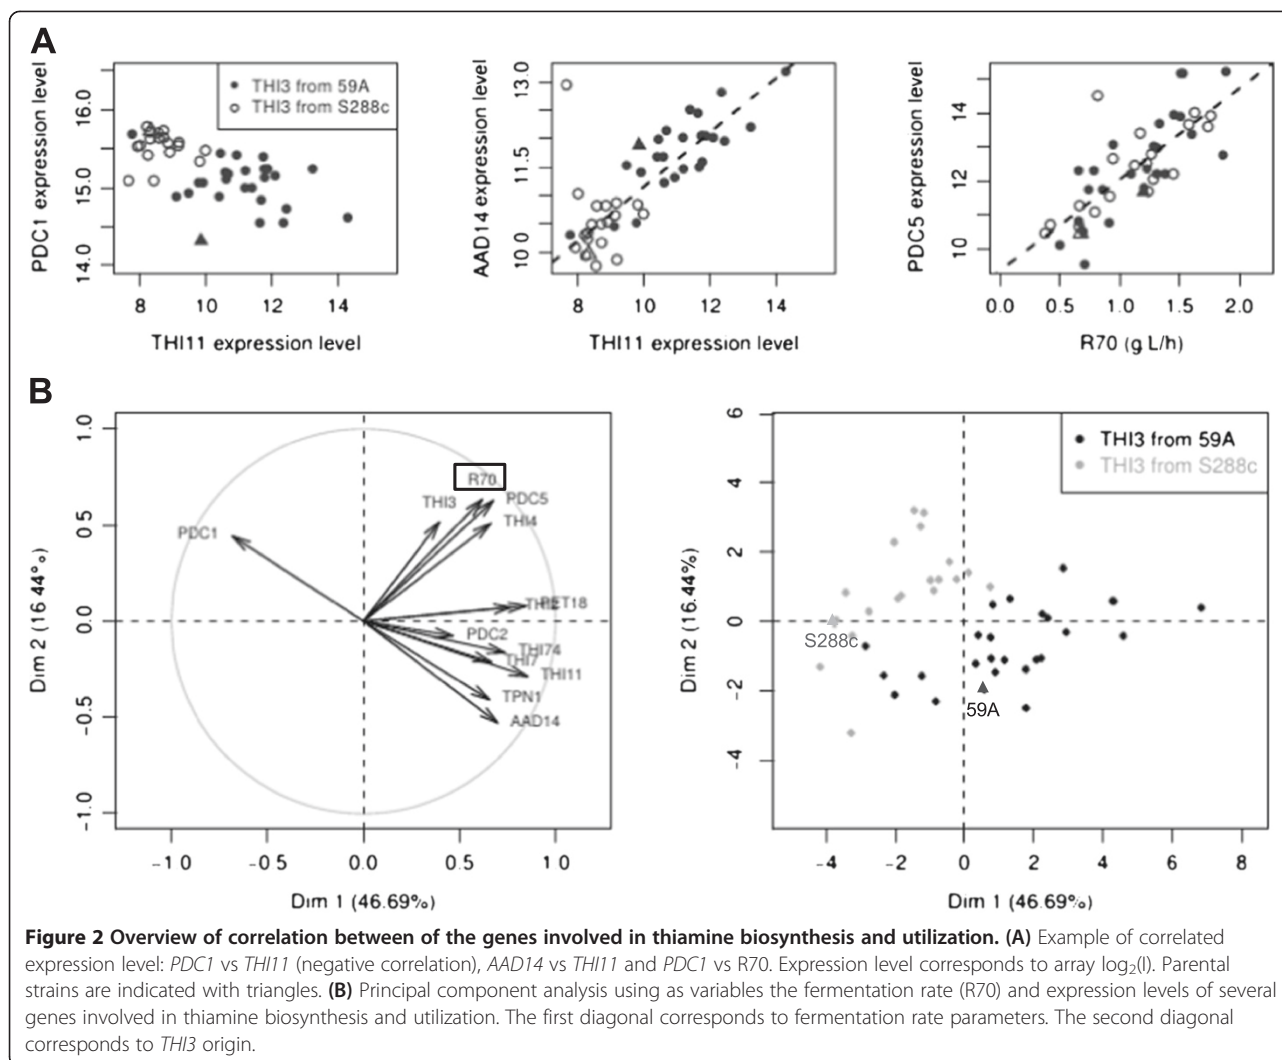 A
PDC1 expression level
16.0
15.0
14.0
THI3 from 59A
THI3 from S288c
8 10 12 14
THI11 expression level
AAD14 expression level
13.0
11.5
10.0
8 10 12 14
THI11 expression level
PDC5 expression level
14
12
10
0.0 0.5 1.0 1.5 2.0
R70 (g L/h)
B
Dim 2 (16 44%)
1.0
0.5
0.0
-0.5
-1.0
R70
THI3
PDC5
THI4
PDC1
PET18
PDC2
THI74
THI7
THI11
TPN1
AAD14
-1 0 -0.5 0.0 0.5 1.0
Dim 1 (46.69%)
Dim 2 (16.44%)
6
4
2
0
-2
-4
THI3 from 59A
THI3 from S288c
S288c
59A
-4 -2 0 2 4 6 8
Dim 1 (46.69%)
Figure 2 Overview of correlation between of the genes involved in thiamine biosynthesis and utilization. (A) Example of correlated
expression level: PDC1 vs THI11 (negative correlation), AAD14 vs THI11 and PDC1 vs R70. Expression level corresponds to array log₂(I). Parental
strains are indicated with triangles. (B) Principal component analysis using as variables the fermentation rate (R70) and expression levels of several
genes involved in thiamine biosynthesis and utilization. The first diagonal corresponds to fermentation rate parameters. The second diagonal
corresponds to THI3 origin.